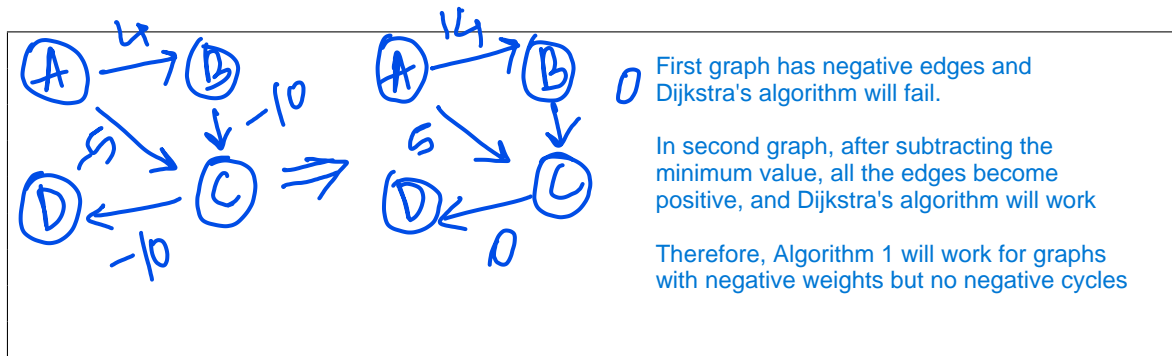 4
A
B
-10
-5
C
D
-10
14
A
B
0
5
C
D
0
First graph has negative edges and
Dijkstra's algorithm will fail.
In second graph, after subtracting the
minimum value, all the edges become
positive, and Dijkstra's algorithm will work
Therefore, Algorithm 1 will work for graphs
with negative weights but no negative cycles